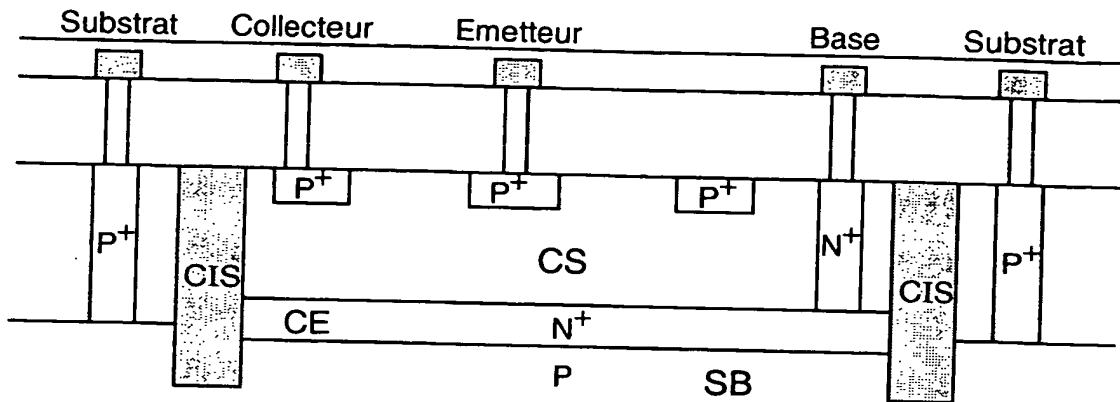 Substrat Collecteur Emetteur Base Substrat
P+ P+ P+
P+ CS N+ P+
CIS CIS
CE N+
P SB